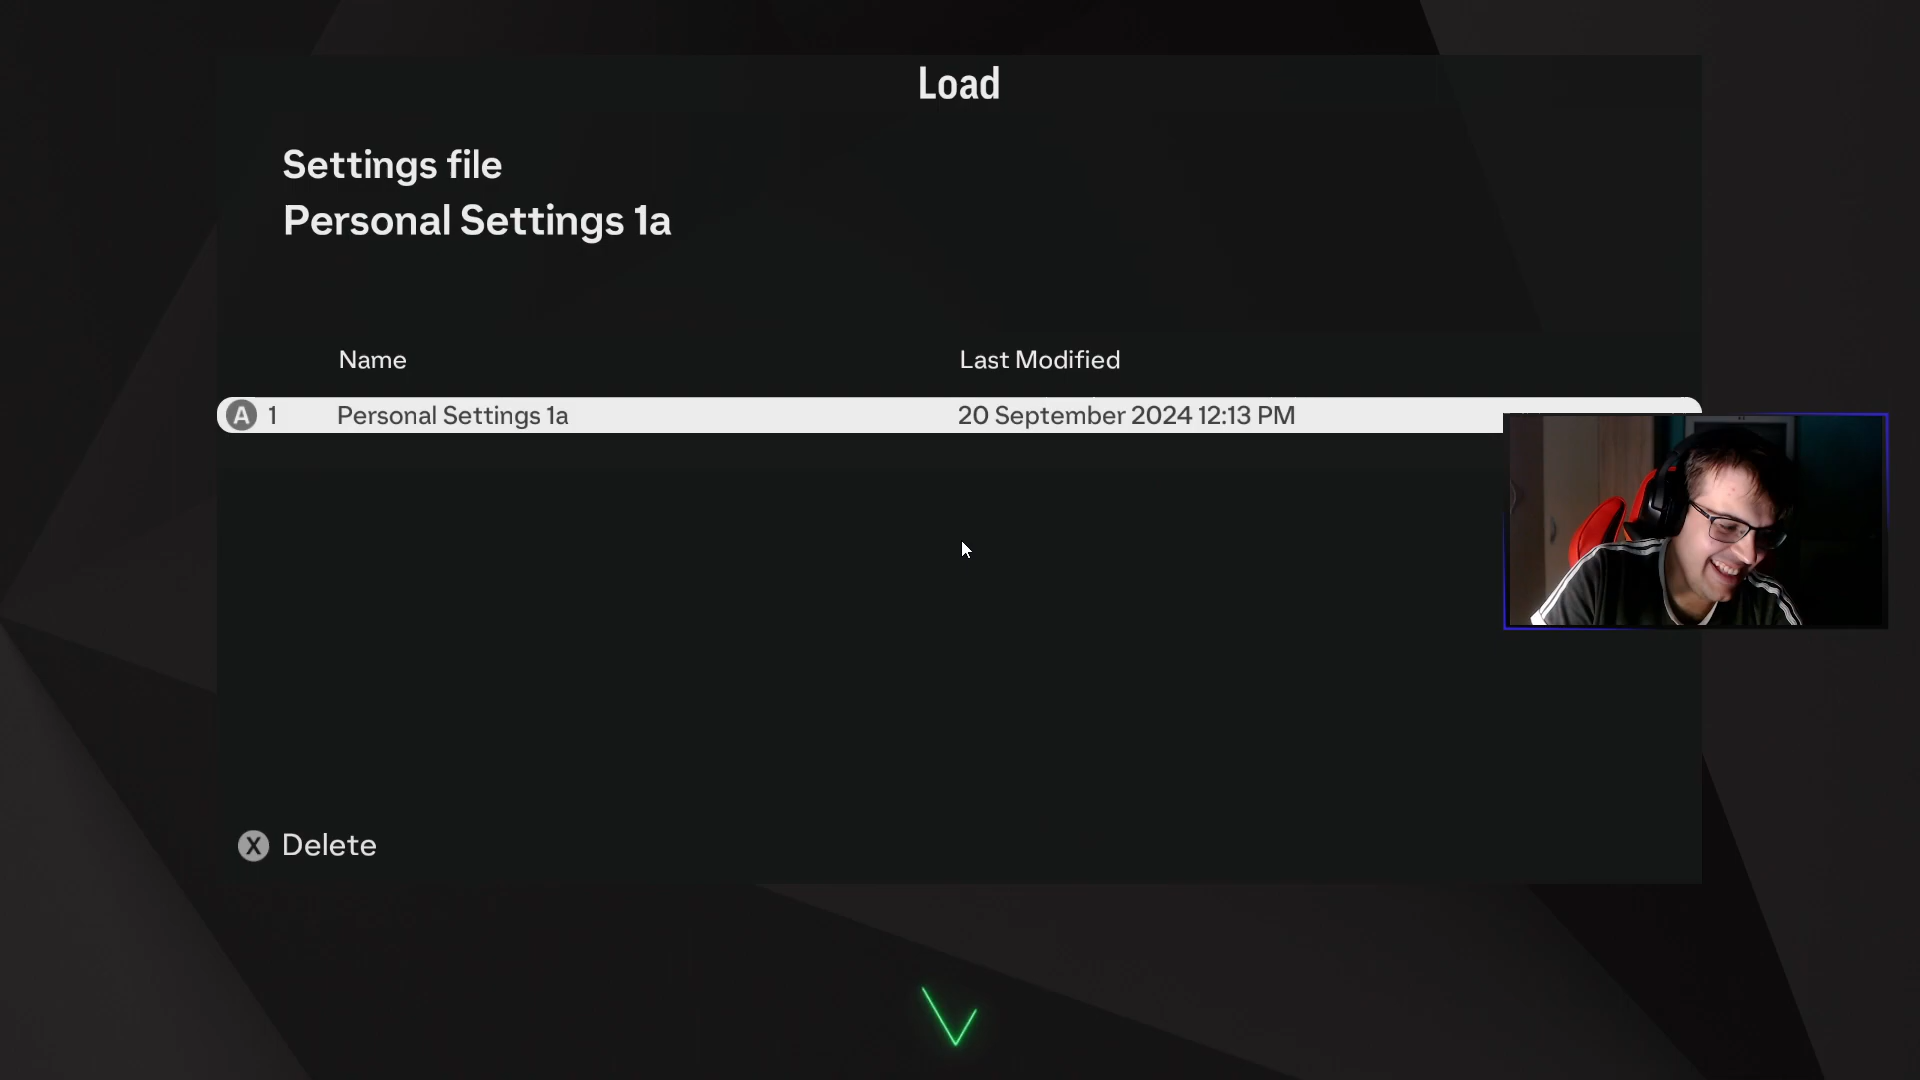 Load
Settings file
Personal Settings 1a
Name Last Modified
A 1 Personal Settings 1a 20 September 2024 12:13 PM
X Delete